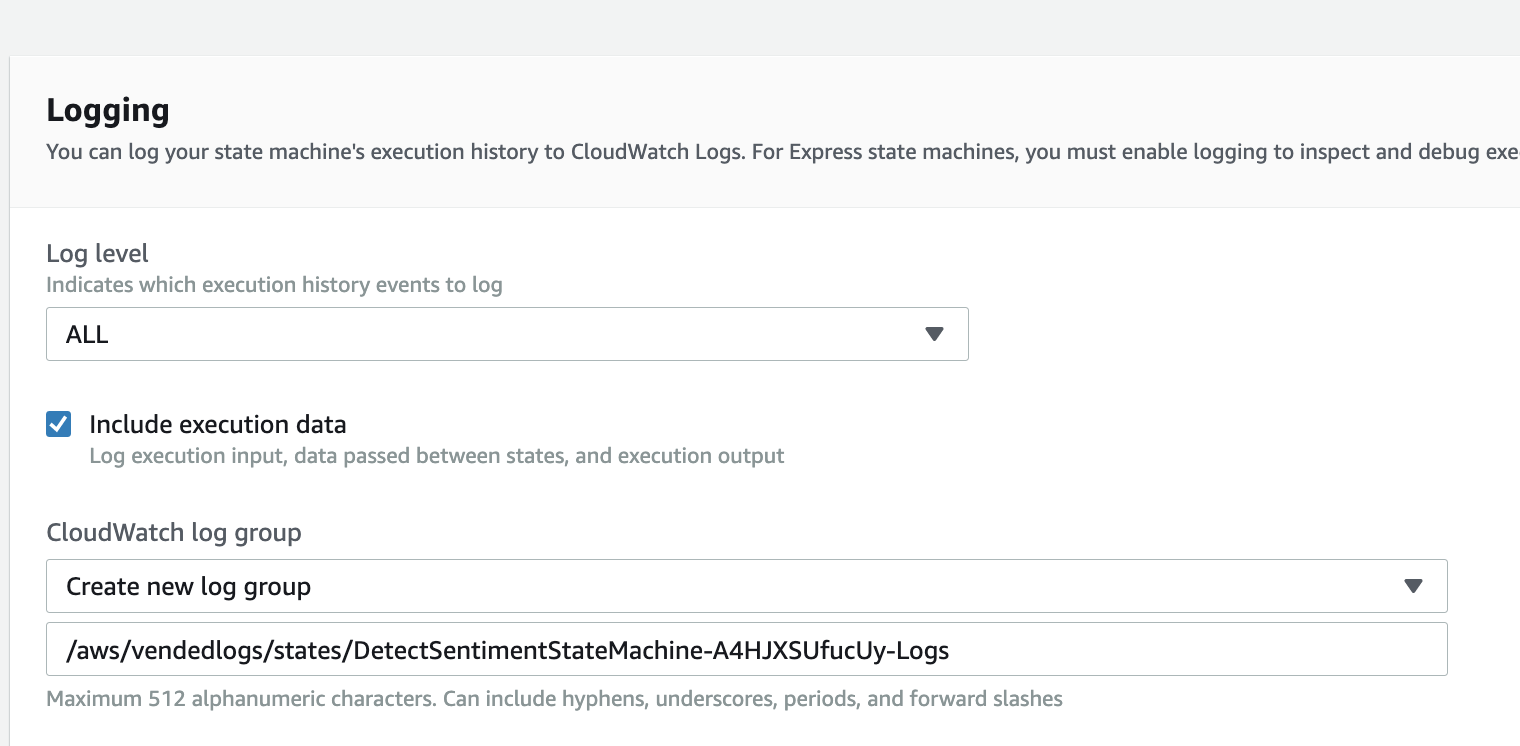 Logging
You can log your state machine's execution history to CloudWatch Logs. For Express state machines, you must enable logging to inspect and debug
Log level
Indicates which execution history events to log
ALL
Include execution data
Log execution input, data passed between states, and execution output
CloudWatch log group
Create new log group
/aws/vendedlogs/states/DetectSentimentStateMachine-A4HJXSUfucUy-Logs
Maximum 512 alphanumeric characters. Can include hyphens, underscores, periods, and forward slashes